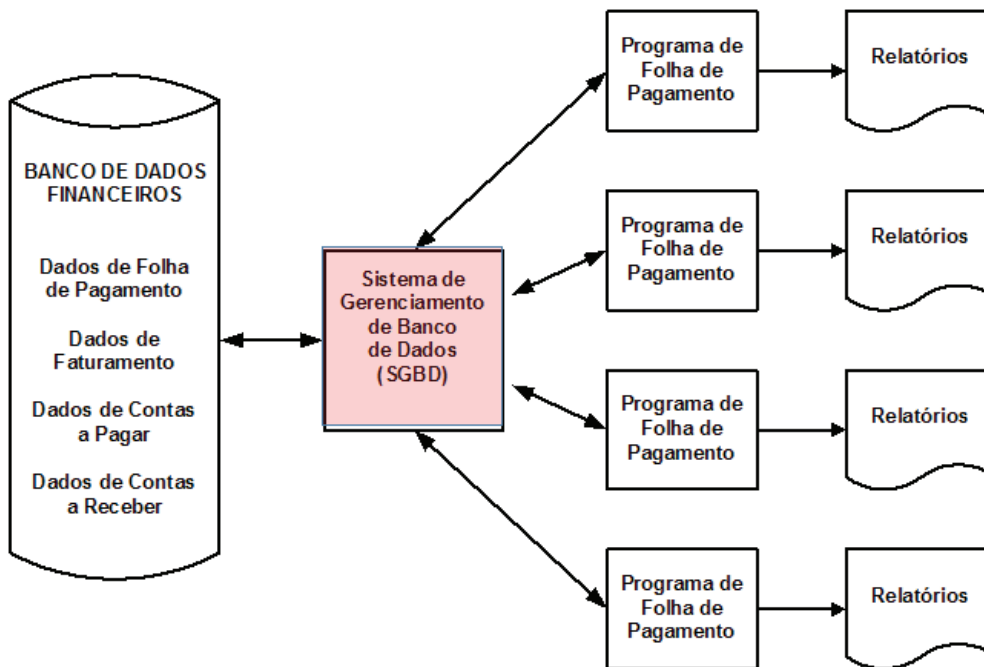 BANCO DE DADOS
FINANCEIROS
Dados de Folha
de Pagamento
Dados de
Faturamento
Dados de Contas
a Pagar
Dados de Contas
a Receber
Sistema de
Gerenciamento
de Banco
de Dados
(SGBD)
Programa de
Folha de
Pagamento
Relatórios
Programa de
Folha de
Pagamento
Relatórios
Programa de
Folha de
Pagamento
Relatórios
Programa de
Folha de
Pagamento
Relatórios